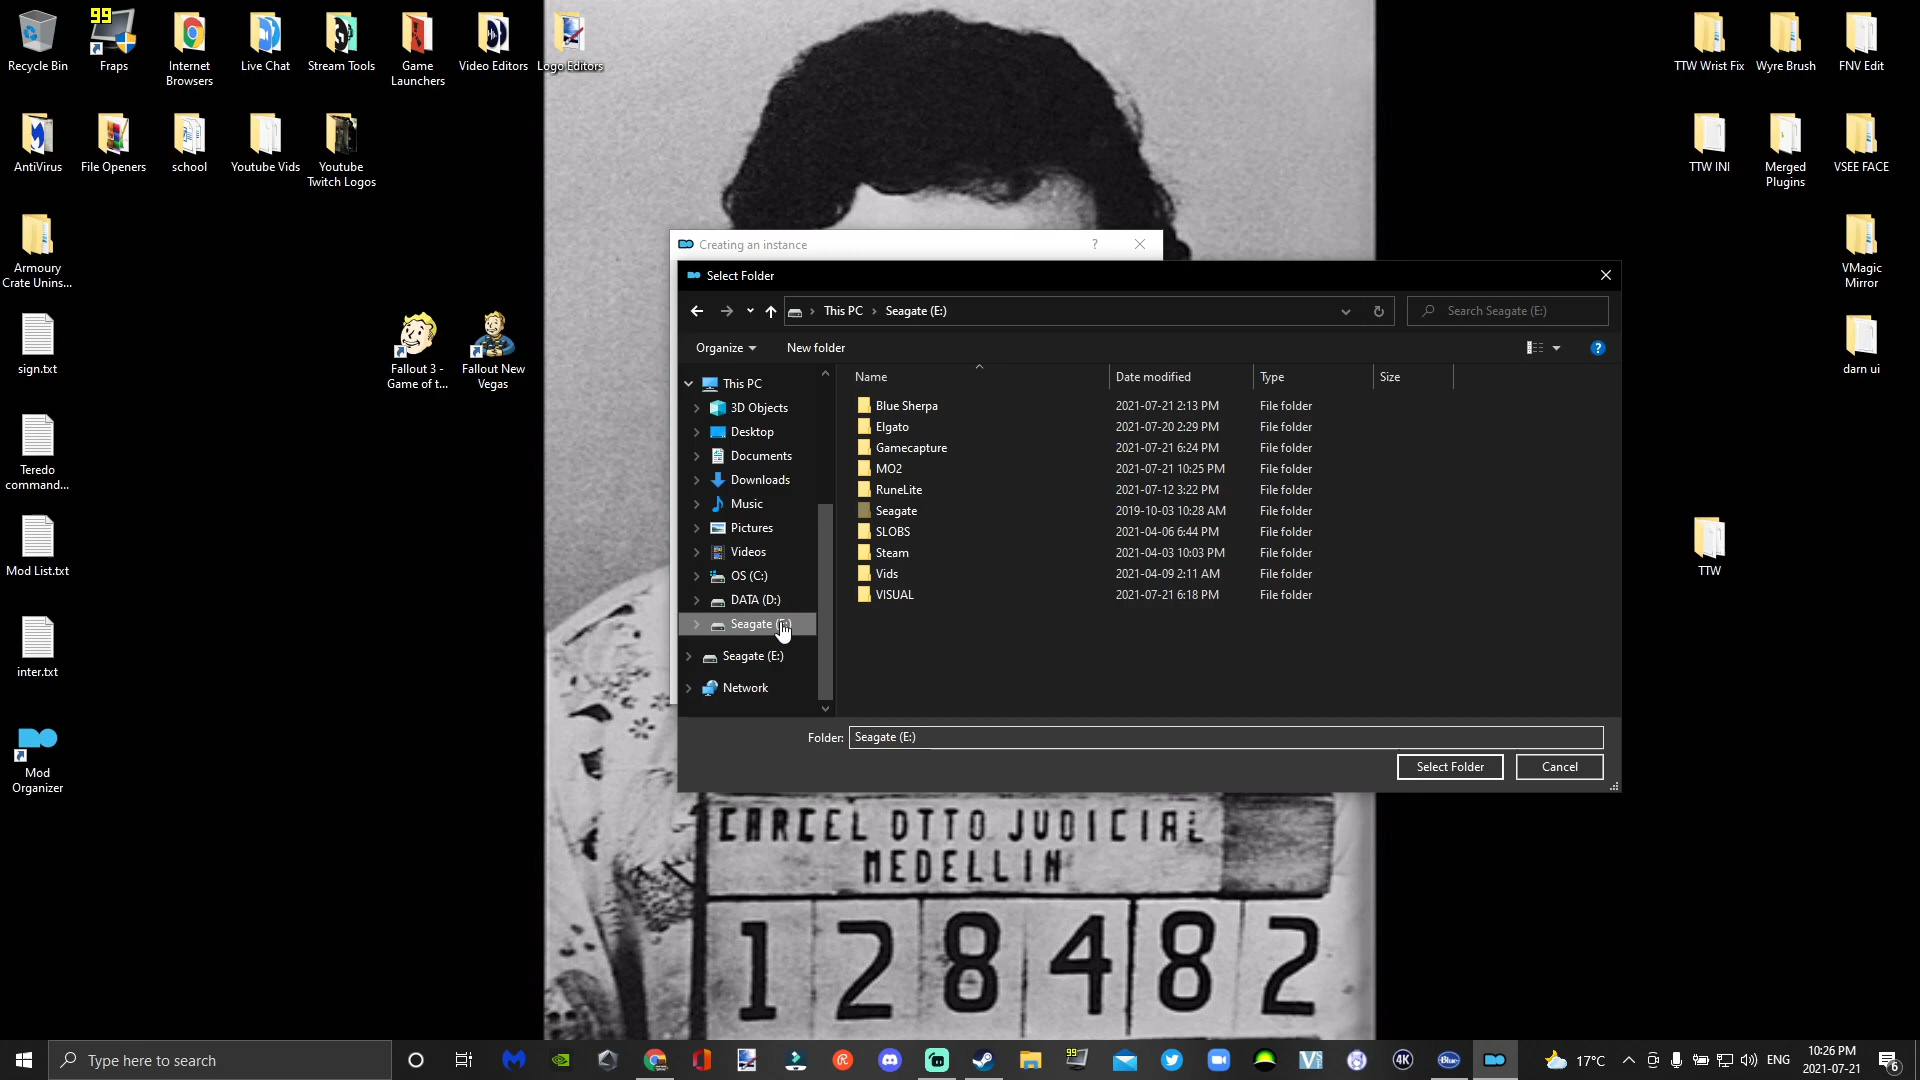 Recycle Bin
99
Fraps
Internet
Browsers
Live Chat
Stream Tools
Game
Launchers
Video Editors
Logo Editors
TTW Wrist Fix
Wyre Brush
FNV Edit
AntiVirus
File Openers
school
Youtube Vids
Youtube
Twitch Logos
TTW INI
Merged
Plugins
VSEE FACE
Armoury
Crate Unins...
VMagic
Mirror
sign.txt
Fallout 3 -
Game of t...
Fallout New
Vegas
darn ui
Teredo
command...
Mod List.txt
TTW
inter.txt
Mod
Organizer
Creating an instance
?
Select Folder
This PC
Seagate (E:)
Search Seagate (E:)
Organize
New folder
?
This PC
3D Objects
Desktop
Documents
Downloads
Music
Pictures
Videos
OS (C:)
DATA (D:)
Seagate (E:)
Seagate (E:)
Network
Name Date modified Type Size
Blue Sherpa 2021-07-21 2:13 PM File folder
Elgato 2021-07-20 2:29 PM File folder
Gamecapture 2021-07-21 6:24 PM File folder
MO2 2021-07-21 10:25 PM File folder
RuneLite 2021-07-12 3:22 PM File folder
Seagate 2019-10-03 10:28 AM File folder
SLOBS 2021-04-06 6:44 PM File folder
Steam 2021-04-03 10:03 PM File folder
Vids 2021-04-09 2:11 AM File folder
VISUAL 2021-07-21 6:18 PM File folder
Folder: Seagate (E:)
Select Folder
Cancel
CARCEL DTTO JUDICIAL
MEDELLIN
128482
Type here to search
99
4K
Blue
17°C
ENG
10:26 PM
2021-07-21
6